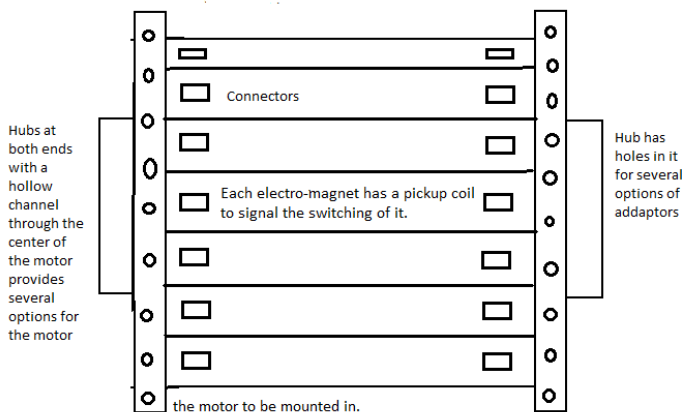 Connectors
Hubs at
both ends
with a
hollow
channel
through the
center of
the motor
provides
several
options for
the motor
Each electro-magnet has a pickup coil
to signal the switching of it.
Hub has
holes in it
for several
options of
addaptors
the motor to be mounted in.